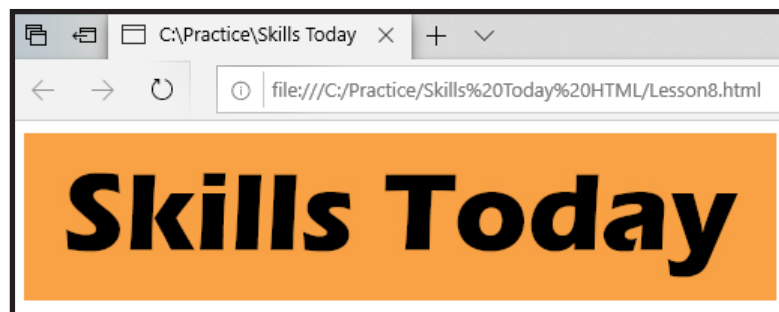 C:\Practice\Skills Today
file:///C:/Practice/Skills%20Today%20HTML/Lesson8.html
Skills Today